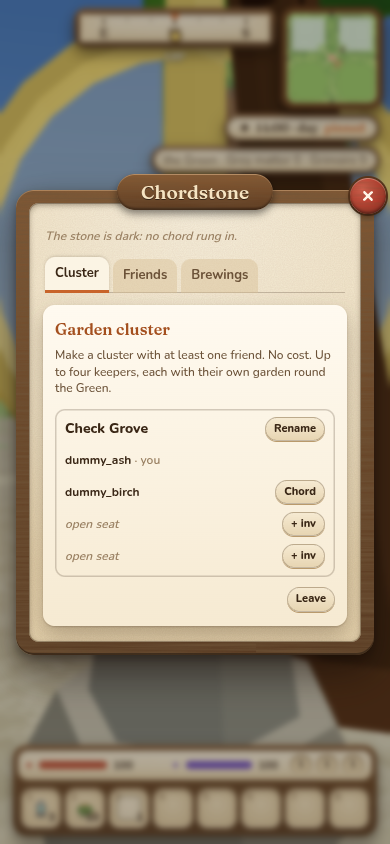 Chordstone
The stone is dark: no chord rung in.
Cluster
Friends
Brewings
Garden cluster
Make a cluster with at least one friend. No cost. Up
to four keepers, each with their own garden round
the Green.
Check Grove
Rename
dummy_ash · you
dummy_birch
Chord
open seat
+ inv
open seat
+ inv
Leave